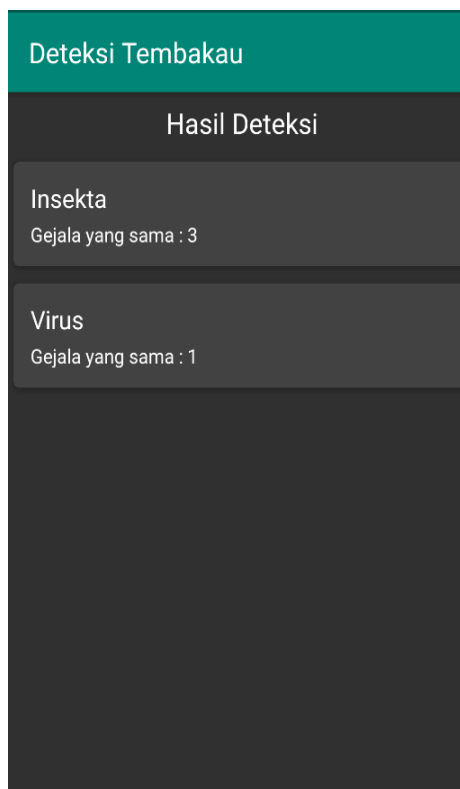 Deteksi Tembakau
Hasil Deteksi
Insekta
Gejala yang sama : 3
Virus
Gejala yang sama : 1